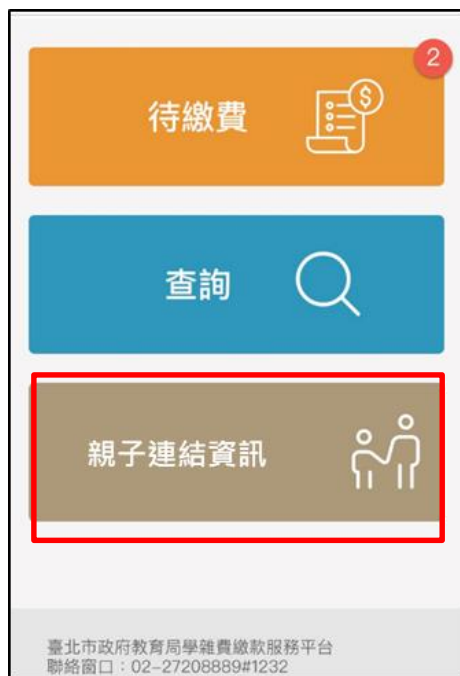 2
待繳費
查詢
親子連結資訊
臺北市政府教育局學雜費繳款服務平台
聯絡窗口：02-27208889#1232